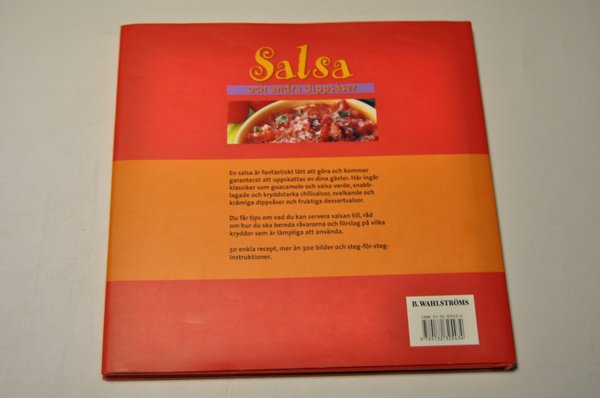 Salsa
och andra dippsåser
En salsa är fantastiskt lätt att göra och kommer
garanterat att uppskattas av dina gäster. Här ingår
klassiker som guacamole och salsa verde, snabb-
lagade och kryddstarka chilisalsor, svalkande och
krämiga dippsåser och fruktiga dessertsalsor.
Du får tips om vad du kan servera salsan till, råd
om hur du ska bereda råvarorna och förslag på vilka
kryddor som är lämpliga att använda.
50 enkla recept, mer än 300 bilder och steg-för-steg-
instruktioner.
B. WAHLSTRÖMS